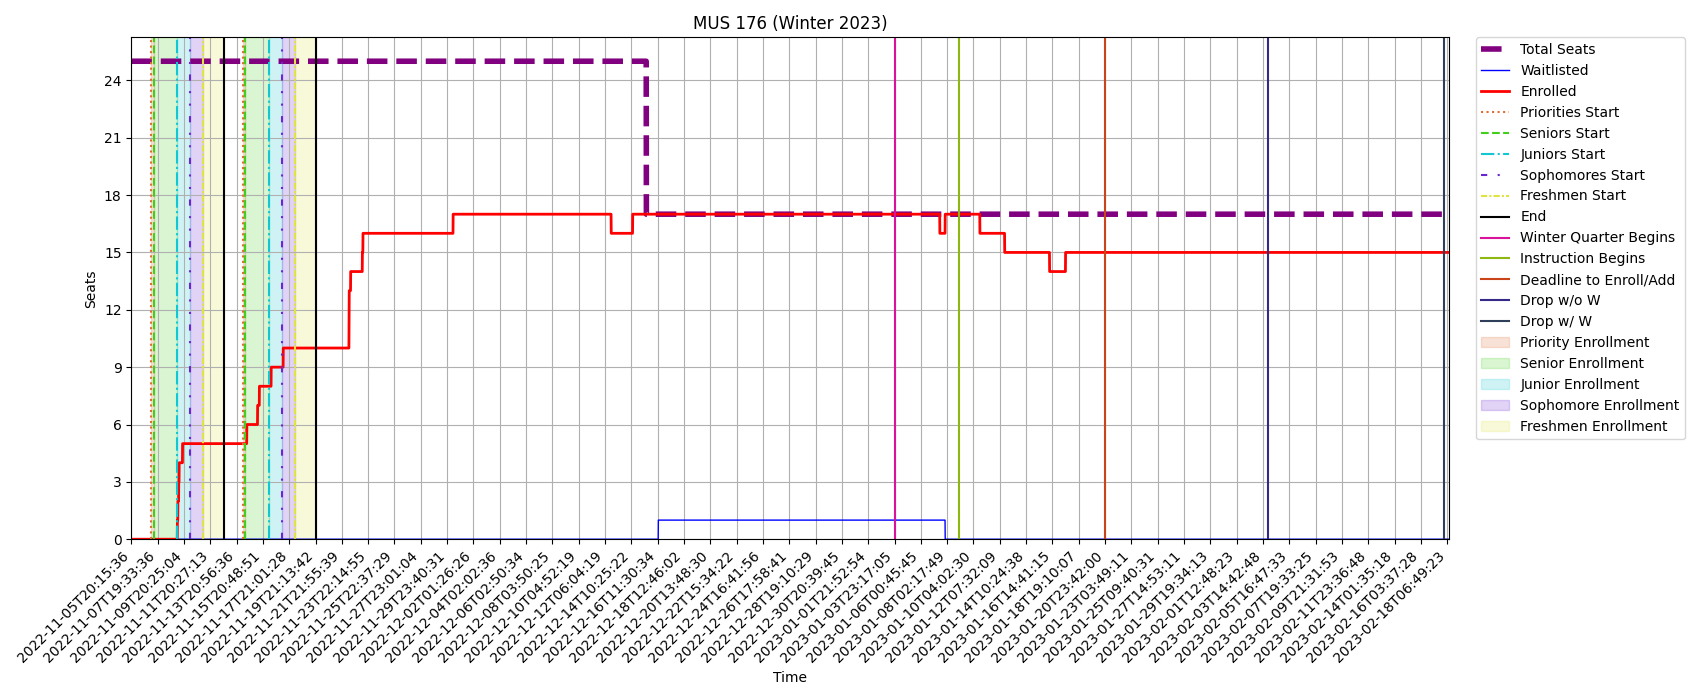 MUS 176 (Winter 2023)
Seats
24
21
18
15
12
9
6
3
0
2022-11-05T20:15:36
2022-11-07T19:33:36
2022-11-09T20:25:04
2022-11-11T20:27:13
2022-11-13T20:56:36
2022-11-15T20:48:51
2022-11-17T21:01:28
2022-11-19T21:13:42
2022-11-21T21:55:39
2022-11-23T22:14:55
2022-11-25T22:37:29
2022-11-27T23:01:04
2022-11-29T23:40:31
2022-12-02T01:26:26
2022-12-04T02:02:36
2022-12-06T02:50:34
2022-12-08T03:50:25
2022-12-10T04:52:19
2022-12-12T06:04:19
2022-12-14T10:25:22
2022-12-16T11:30:34
2022-12-18T12:46:02
2022-12-20T13:48:30
2022-12-22T15:34:22
2022-12-24T16:41:56
2022-12-26T17:58:41
2022-12-28T19:10:29
2022-12-30T20:39:45
2023-01-01T21:52:54
2023-01-03T23:17:05
2023-01-06T00:45:45
2023-01-08T02:17:49
2023-01-10T04:02:30
2023-01-12T07:32:09
2023-01-14T10:24:38
2023-01-16T14:41:15
2023-01-18T19:10:07
2023-01-20T23:42:00
2023-01-23T03:49:11
2023-01-25T09:40:31
2023-01-27T14:53:11
2023-01-29T19:34:13
2023-02-01T12:48:23
2023-02-03T14:42:48
2023-02-05T16:47:33
2023-02-07T19:33:25
2023-02-09T21:31:53
2023-02-11T23:36:48
2023-02-14T01:35:18
2023-02-16T03:37:28
2023-02-18T06:49:23
Time
Total Seats
Waitlisted
Enrolled
Priorities Start
Seniors Start
Juniors Start
Sophomores Start
Freshmen Start
End
Winter Quarter Begins
Instruction Begins
Deadline to Enroll/Add
Drop w/o W
Drop w/ W
Priority Enrollment
Senior Enrollment
Junior Enrollment
Sophomore Enrollment
Freshmen Enrollment